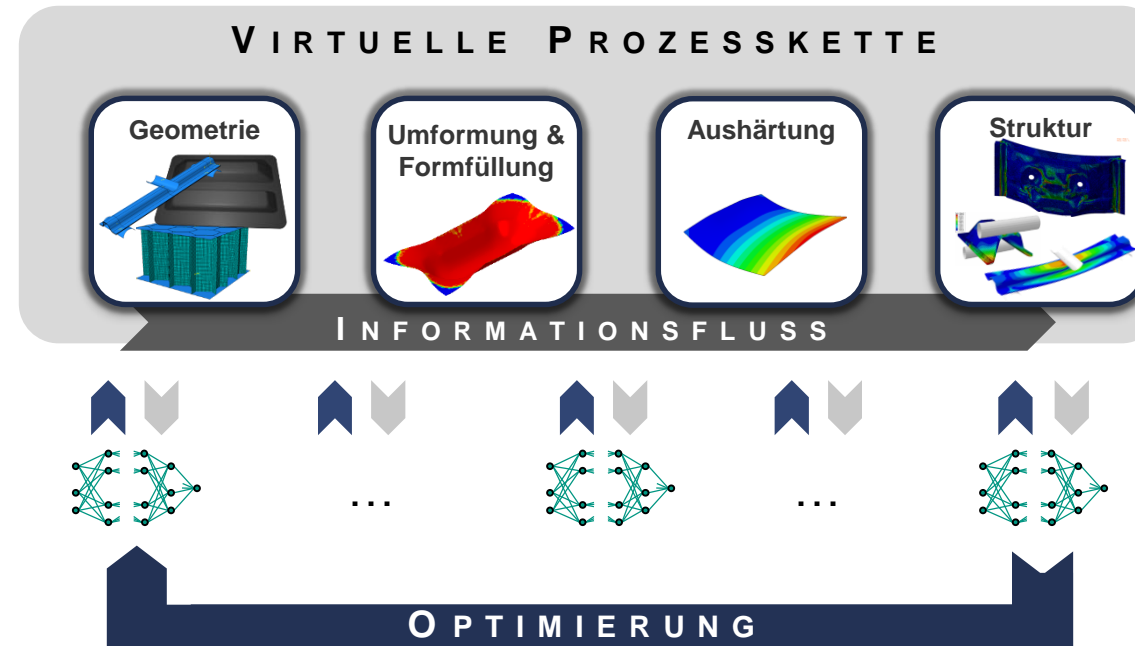 VIRTUELLE PROZESSKETTE
Geometrie
Umformung &
Formfüllung
Aushärtung
Struktur
INFORMATIONSFLUSS
...
...
OPTIMIERUNG